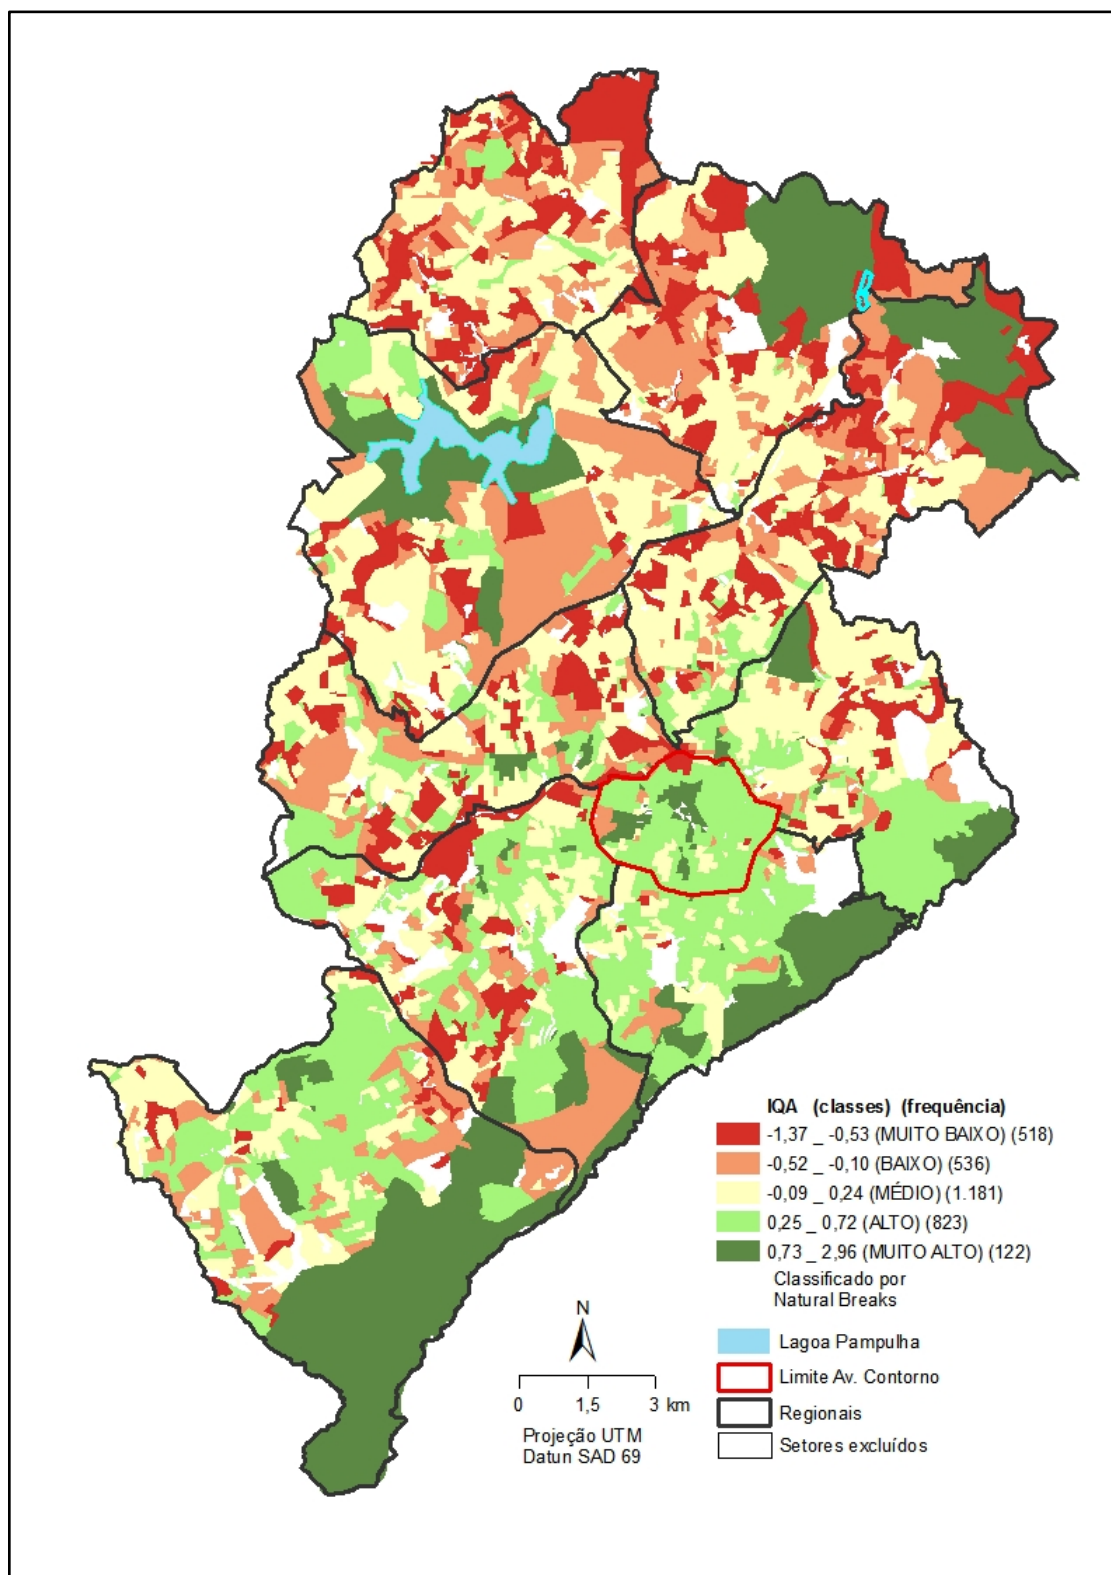 IQA (classes) (frequência)
-1,37 _ -0,53 (MUITO BAIXO) (518)
-0,52 _ -0,10 (BAIXO) (536)
-0,09 _ 0,24 (MÉDIO) (1.181)
0,25 _ 0,72 (ALTO) (823)
0,73 _ 2,96 (MUITO ALTO) (122)
Classificado por
Natural Breaks
N
0 1,5 3 km
Projeção UTM
Datun SAD 69
Lagoa Pampulha
Limite Av. Contorno
Regionais
Setores excluídos